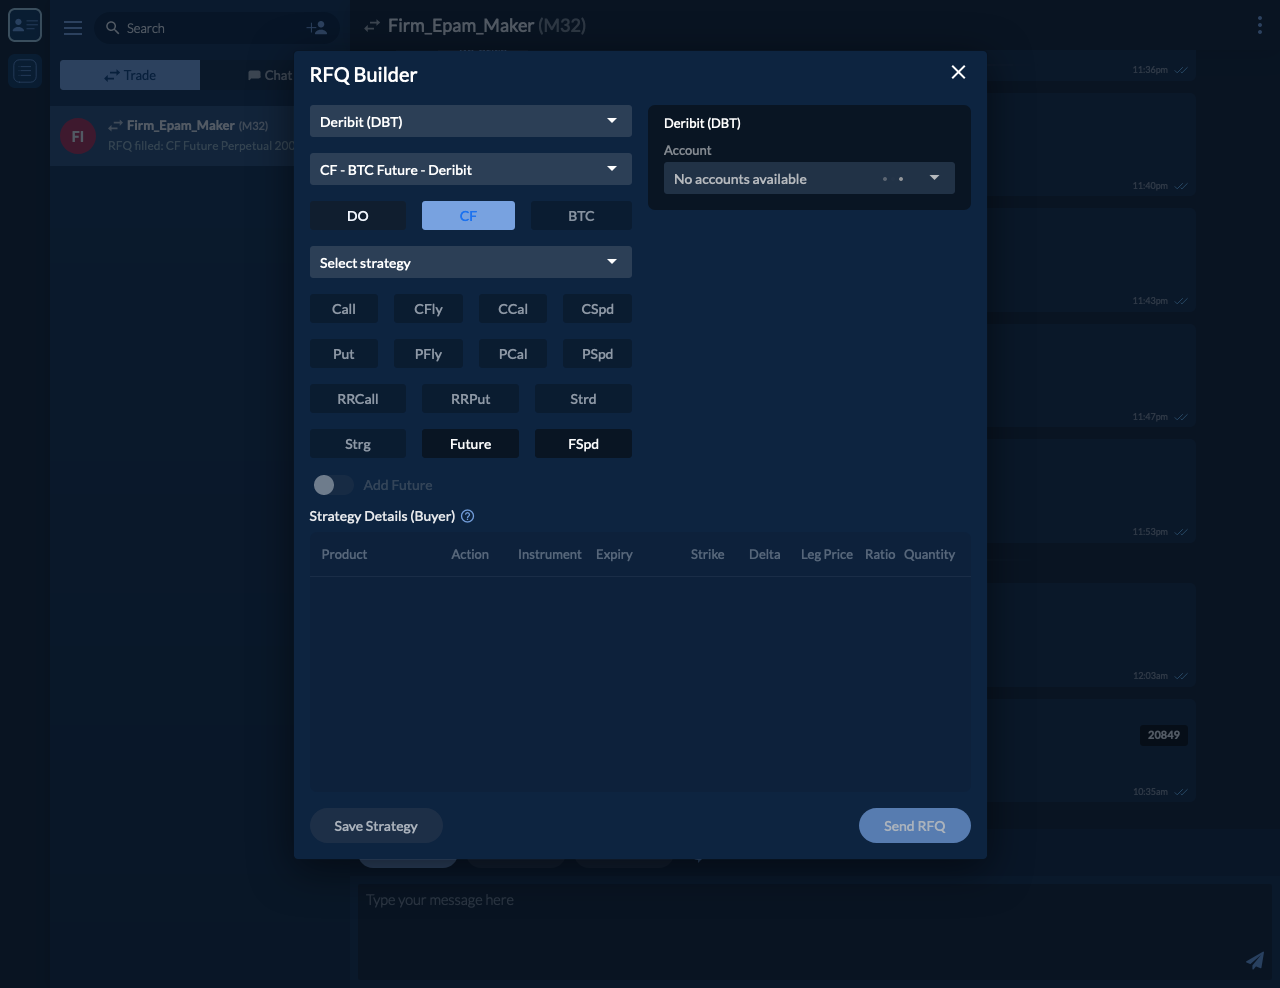 Search
Firm_Epam_Maker (M32)
Trade
Chat
FI
Firm_Epam_Maker (M32)
RFQ filled: CF Future Perpetual 200
RFQ Builder
Deribit (DBT)
CF - BTC Future - Deribit
DO
CF
BTC
Select strategy
Call
CFly
CCal
CSpd
Put
PFly
PCal
PSpd
RRCall
RRPut
Strd
Strg
Future
FSpd
Add Future
Strategy Details (Buyer) ?
Product Action Instrument Expiry Strike Delta Leg Price Ratio Quantity
Save Strategy
Send RFQ
Deribit (DBT)
Account
No accounts available
11:36pm
11:40pm
11:43pm
11:47pm
11:53pm
12:03am
20849
10:35am
Type your message here